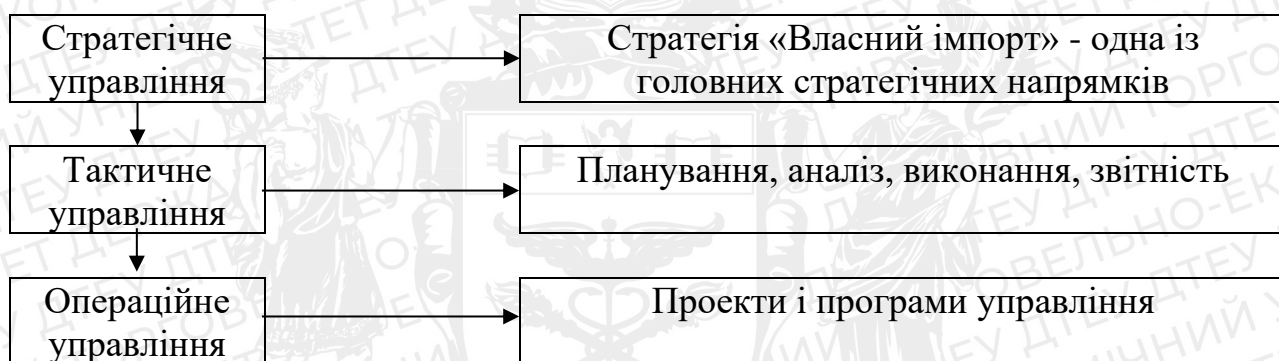 Стратегічне
управління
Стратегія «Власний імпорт» - одна із
головних стратегічних напрямків
Тактичне
управління
Планування, аналіз, виконання, звітність
Операційне
управління
Проекти і програми управління